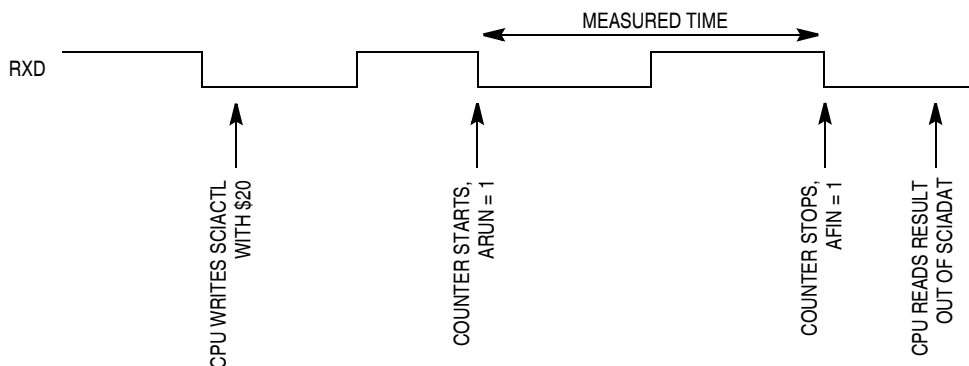 MEASURED TIME
RXD
CPU WRITES SCIACTL
WITH $20
COUNTER STARTS,
ARUN = 1
COUNTER STOPS,
AFIN = 1
CPU READS RESULT
OUT OF SCIADAT